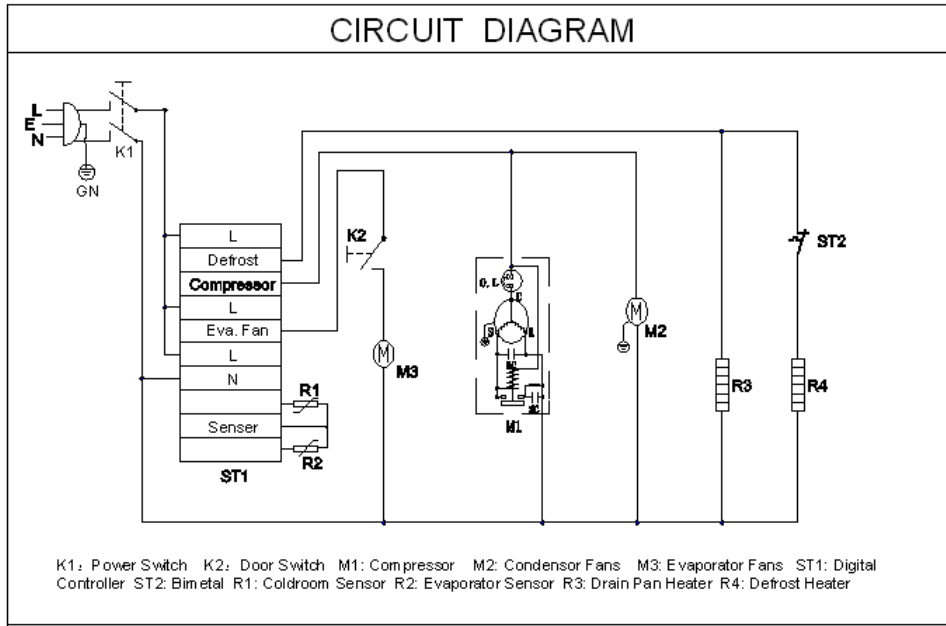 CIRCUIT DIAGRAM
L
E
N
K1
GN
L
Defrost
Compressor
L
Eva. Fan
L
N
Senser
ST1
R1
R2
K2
M
M3
O.L
C
S
M1
M
M2
R3
ST2
R4
K1: Power Switch K2: Door Switch M1: Compressor M2: Condensor Fans M3: Evaporator Fans ST1: Digital
Controller ST2: Bimetal R1: Coldroom Sensor R2: Evaporator Sensor R3: Drain Pan Heater R4: Defrost Heater